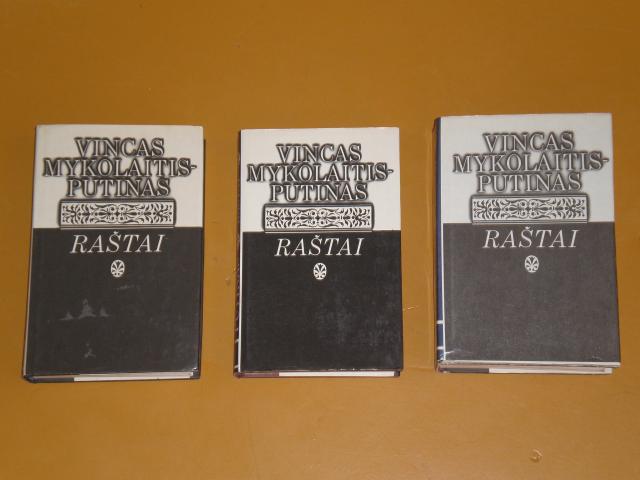 VINCAS
MYKOLAITIS-
PUTINAS
RAŠTAI
VINCAS
MYKOLAITIS-
PUTINAS
RAŠTAI
VINCAS
MYKOLAITIS-
PUTINAS
RAŠTAI